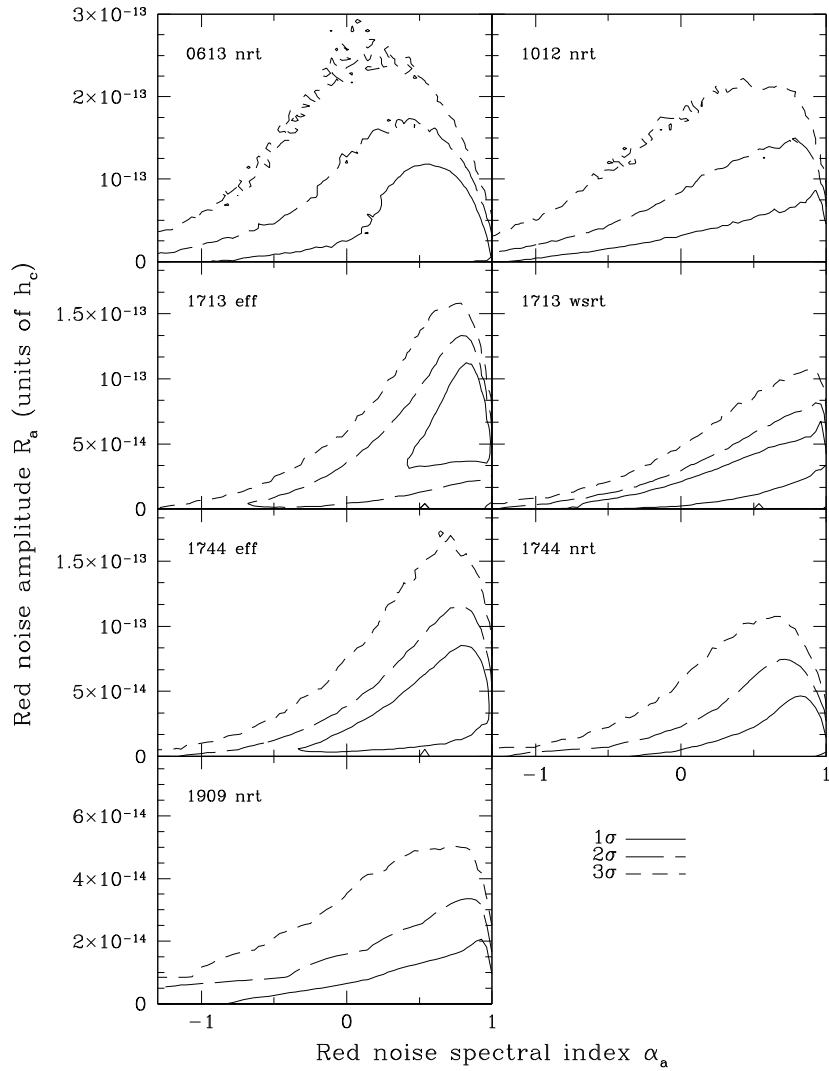 3×10⁻¹³
2×10⁻¹³
10⁻¹³
0
0613 nrt
1012 nrt
1.5×10⁻¹³
10⁻¹³
5×10⁻¹⁴
0
1713 eff
1713 wsrt
1.5×10⁻¹³
10⁻¹³
5×10⁻¹⁴
0
1744 eff
1744 nrt
−1 0 1
6×10⁻¹⁴
4×10⁻¹⁴
2×10⁻¹⁴
0
1909 nrt
−1 0 1
1σ
2σ
3σ
Red noise amplitude Rₐ (units of h_c)
Red noise spectral index αₐ